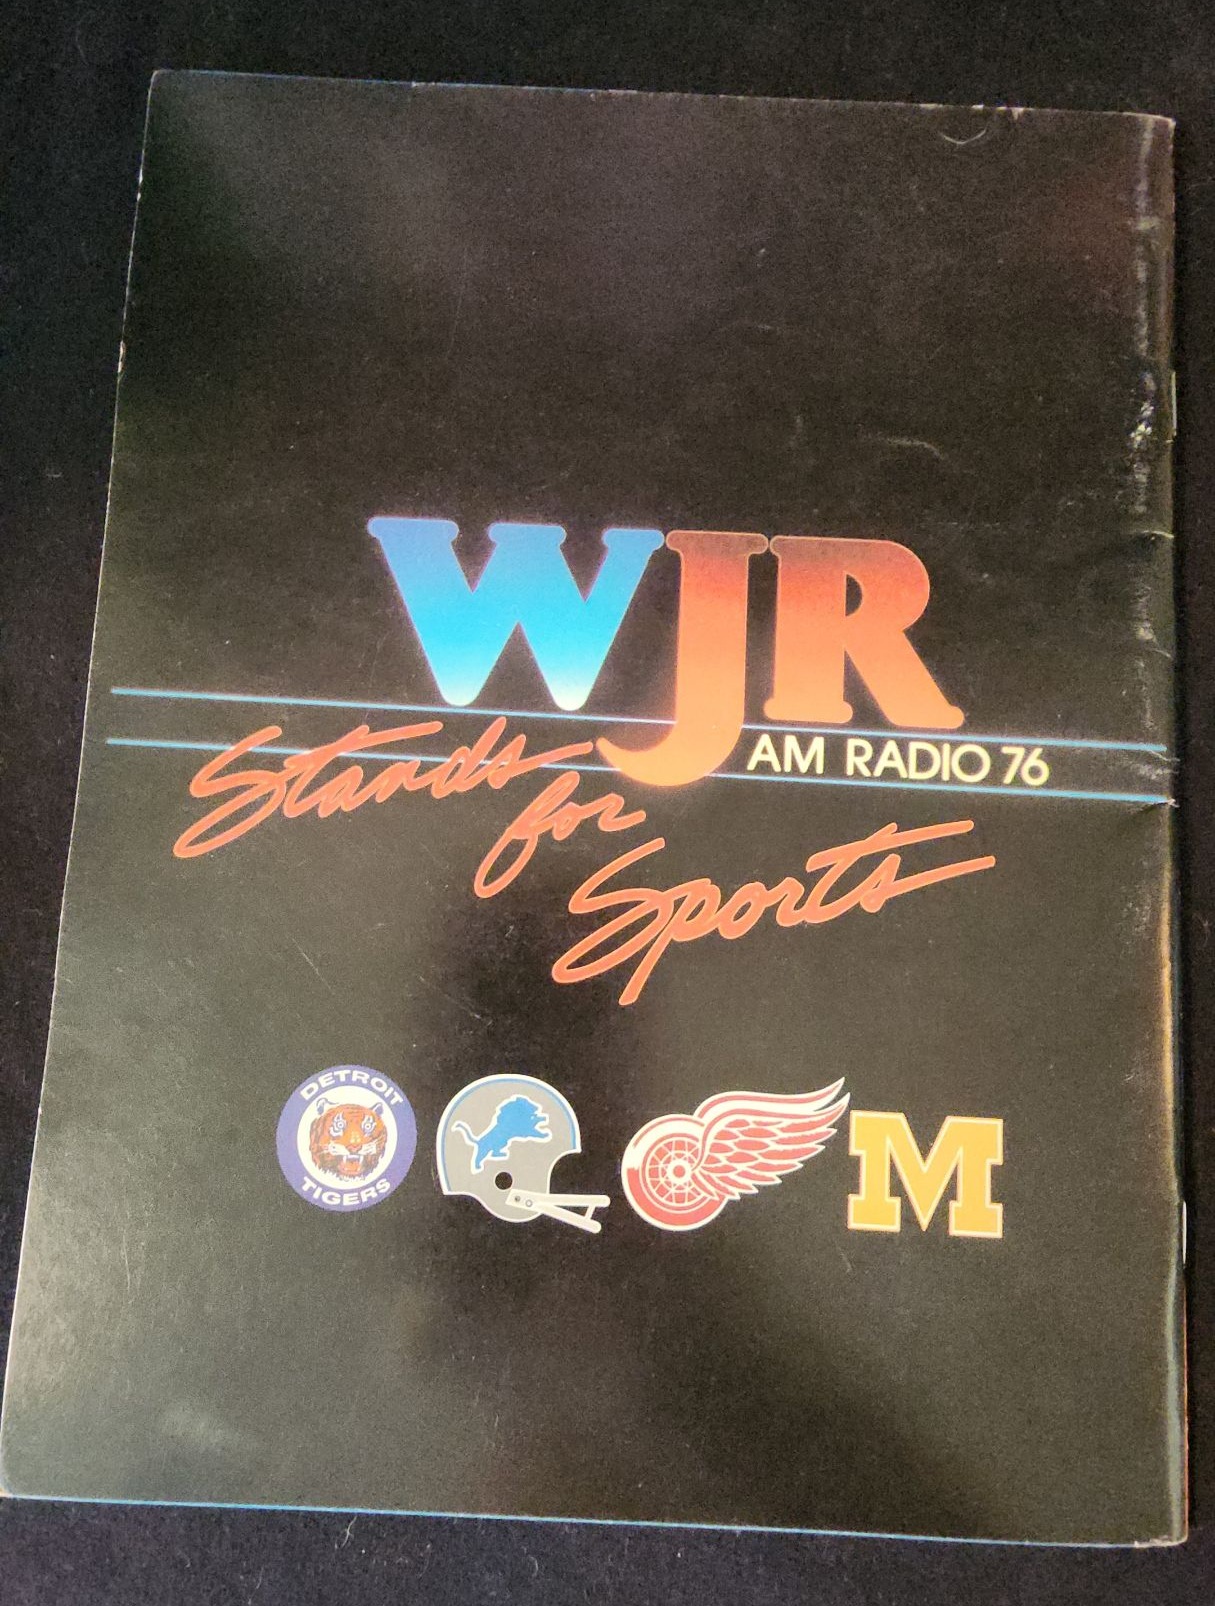 WJR
AM RADIO 76
Stands
for
Sports
DETROIT
TIGERS
M